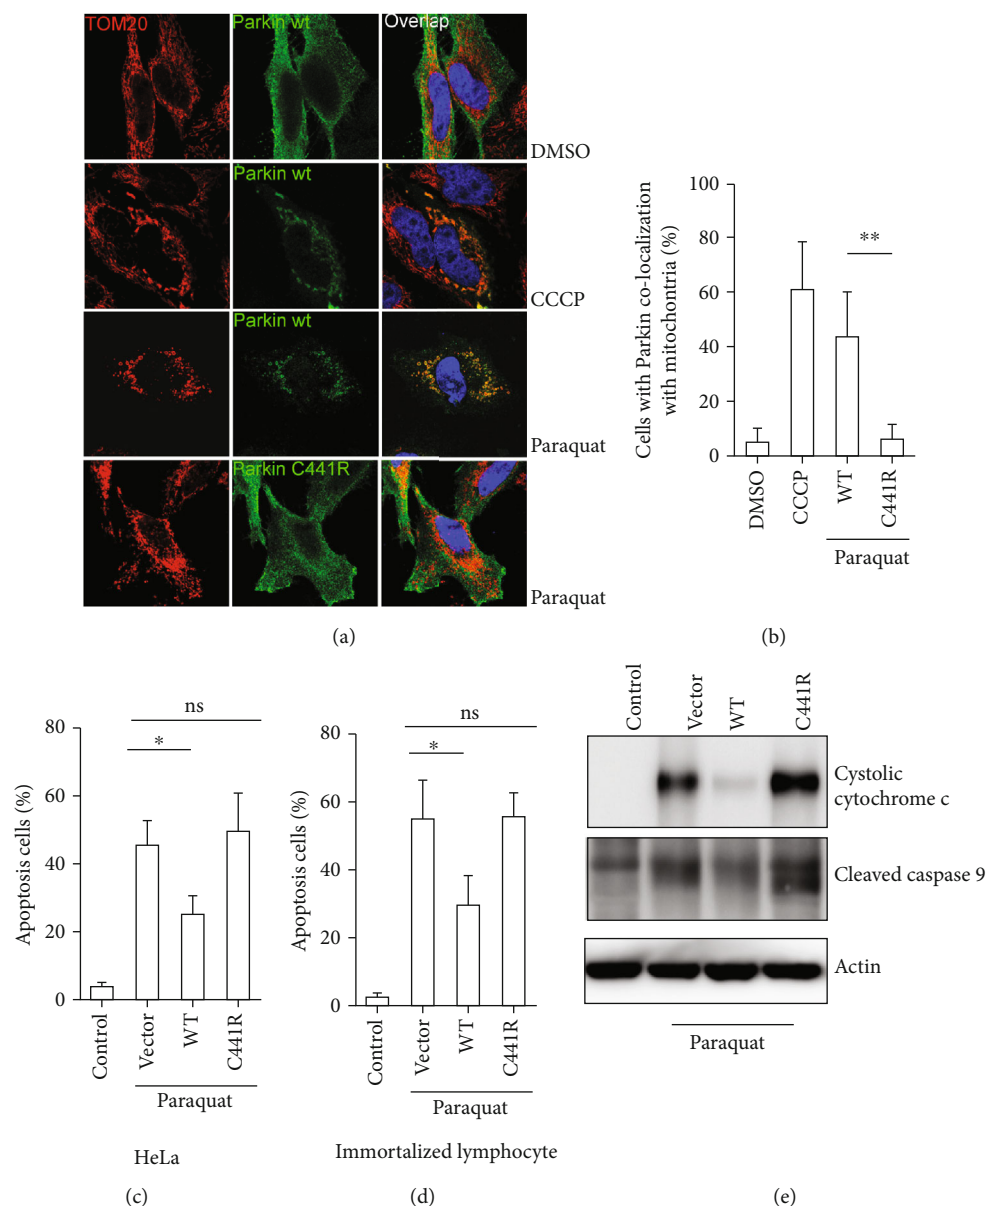 TOM20
Parkin wt
Overlap
DMSO
Parkin wt
CCCP
Parkin wt
Paraquat
Parkin C441R
Paraquat
(a)
Cells with Parkin co-localization
with mitochontria (%)
100
80
60
40
20
0
**
DMSO
CCCP
WT
C441R
Paraquat
(b)
Apoptosis cells (%)
80
60
40
20
0
ns
*
Control
Vector
WT
C441R
Paraquat
HeLa
(c)
Apoptosis cells (%)
80
60
40
20
0
ns
*
Control
Vector
WT
C441R
Paraquat
Immortalized lymphocyte
(d)
Control
Vector
WT
C441R
Cystolic
cytochrome c
Cleaved caspase 9
Actin
Paraquat
(e)